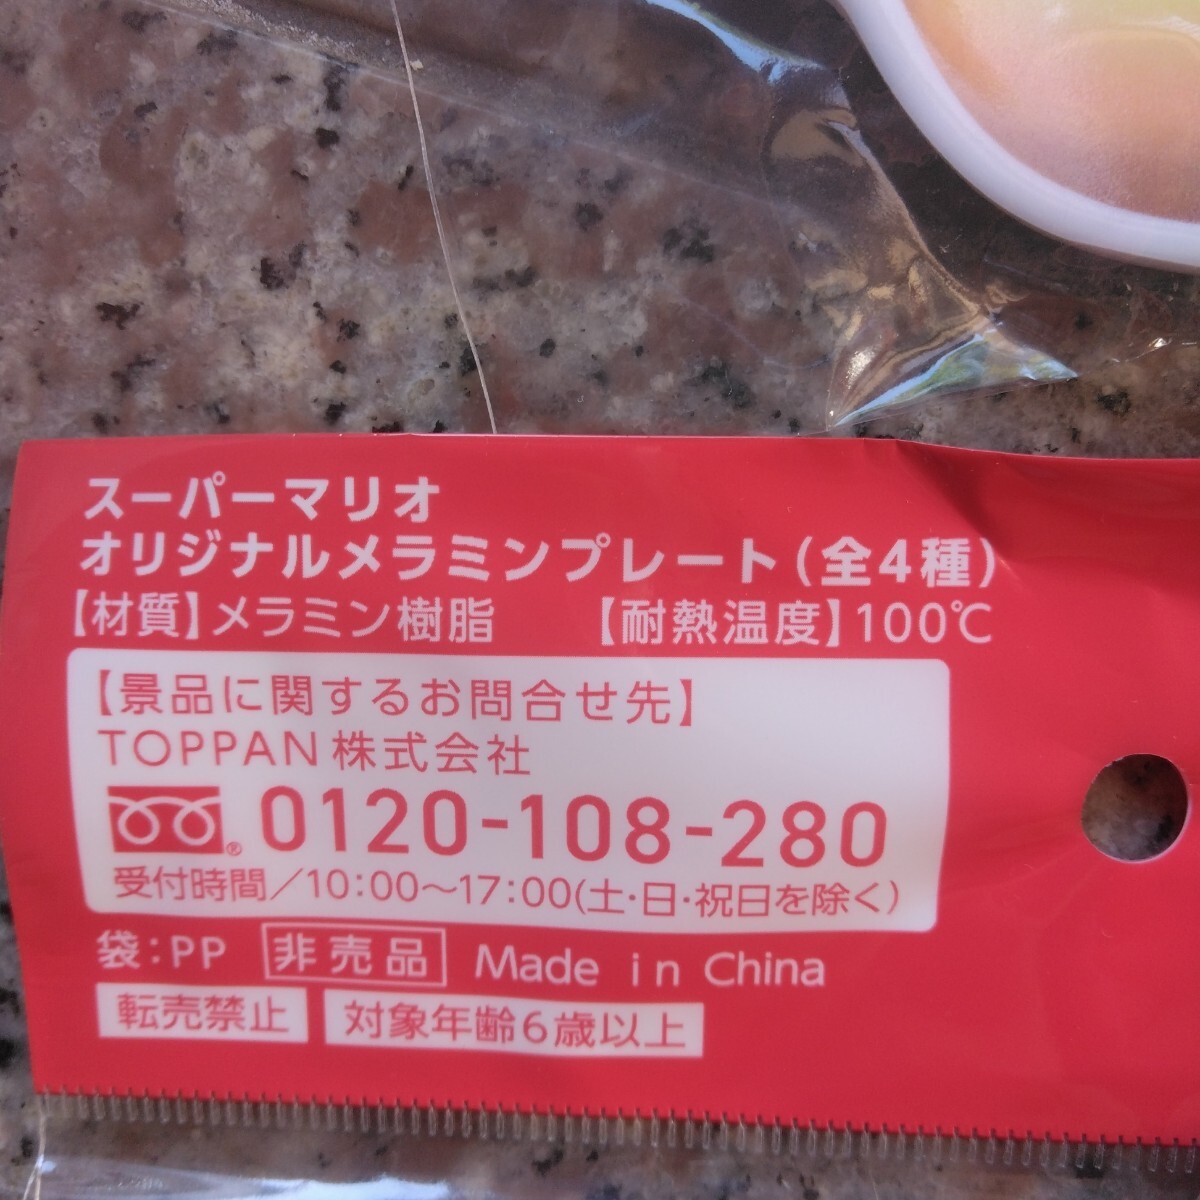 スーパーマリオ
オリジナルメラミンプレート(全4種)
【材質】メラミン樹脂 【耐熱温度】100℃
【景品に関するお問合せ先】
TOPPAN株式会社
® 0120-108-280
受付時間/10:00~17:00(土・日・祝日を除く)
袋:PP 非売品 Made in China
転売禁止 対象年齢6歳以上